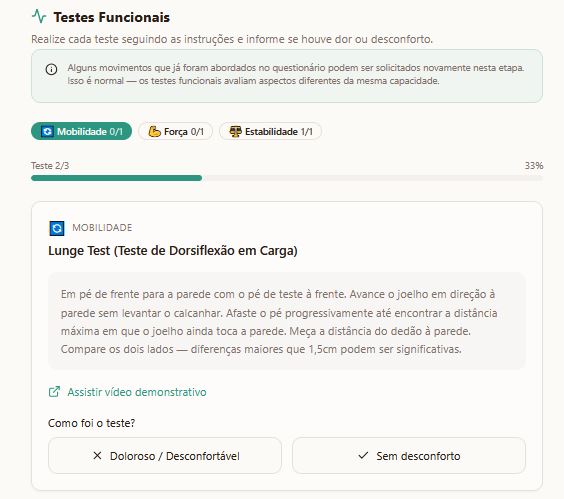 Testes Funcionais
Realize cada teste seguindo as instruções e informe se houve dor ou desconforto.
Alguns movimentos que já foram abordados no questionário podem ser solicitados novamente nesta etapa.
Isso é normal — os testes funcionais avaliam aspectos diferentes da mesma capacidade.
Mobilidade 0/1 Força 0/1 Estabilidade 1/1
Teste 2/3 33%
MOBILIDADE
Lunge Test (Teste de Dorsiflexão em Carga)
Em pé de frente para a parede com o pé de teste à frente. Avance o joelho em direção à
parede sem levantar o calcanhar. Afaste o pé progressivamente até encontrar a distância
máxima em que o joelho ainda toca a parede. Meça a distância do dedão à parede.
Compare os dois lados — diferenças maiores que 1,5cm podem ser significativas.
Assistir vídeo demonstrativo
Como foi o teste?
Doloroso / Desconfortável Sem desconforto